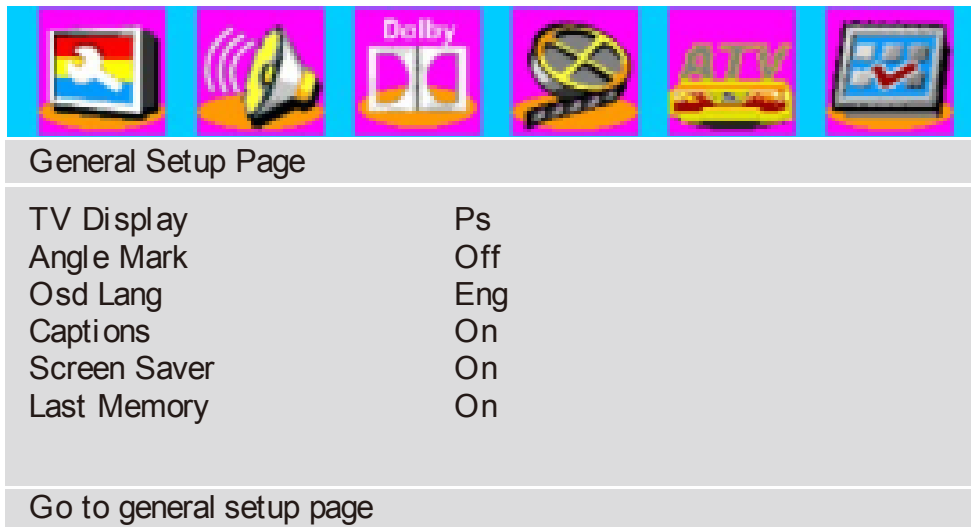 Dolby
ATV
General Setup Page
TV Display Ps
Angle Mark Off
Osd Lang Eng
Captions On
Screen Saver On
Last Memory On
Go to general setup page